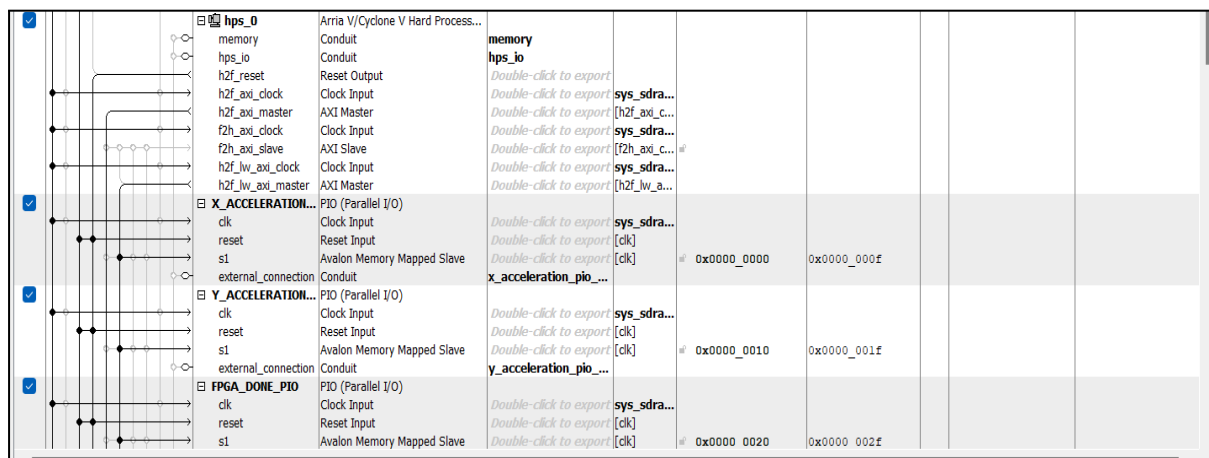 hps_0 Arria V/Cyclone V Hard Process...
memory Conduit memory
hps_io Conduit hps_io
h2f_reset Reset Output Double-click to export
h2f_axi_clock Clock Input Double-click to export sys_sdra...
h2f_axi_master AXI Master Double-click to export [h2f_axi_c...
f2h_axi_clock Clock Input Double-click to export sys_sdra...
f2h_axi_slave AXI Slave Double-click to export [f2h_axi_c...
h2f_lw_axi_clock Clock Input Double-click to export sys_sdra...
h2f_lw_axi_master AXI Master Double-click to export [h2f_lw_a...
X_ACCELERATION... PIO (Parallel I/O)
clk Clock Input Double-click to export sys_sdra...
reset Reset Input Double-click to export [clk]
s1 Avalon Memory Mapped Slave Double-click to export [clk] 0x0000_0000 0x0000_000f
external_connection Conduit x_acceleration_pio_...
Y_ACCELERATION... PIO (Parallel I/O)
clk Clock Input Double-click to export sys_sdra...
reset Reset Input Double-click to export [clk]
s1 Avalon Memory Mapped Slave Double-click to export [clk] 0x0000_0010 0x0000_001f
external_connection Conduit y_acceleration_pio_...
FPGA_DONE_PIO PIO (Parallel I/O)
clk Clock Input Double-click to export sys_sdra...
reset Reset Input Double-click to export [clk]
s1 Avalon Memory Mapped Slave Double-click to export [clk] 0x0000_0020 0x0000_002f